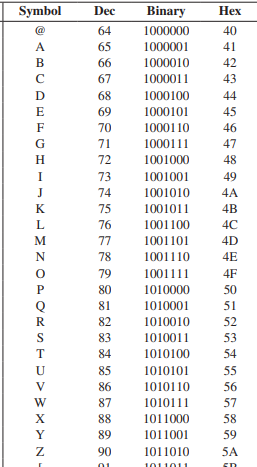 Symbol Dec Binary Hex
@ 64 1000000 40
A 65 1000001 41
B 66 1000010 42
C 67 1000011 43
D 68 1000100 44
E 69 1000101 45
F 70 1000110 46
G 71 1000111 47
H 72 1001000 48
I 73 1001001 49
J 74 1001010 4A
K 75 1001011 4B
L 76 1001100 4C
M 77 1001101 4D
N 78 1001110 4E
O 79 1001111 4F
P 80 1010000 50
Q 81 1010001 51
R 82 1010010 52
S 83 1010011 53
T 84 1010100 54
U 85 1010101 55
V 86 1010110 56
W 87 1010111 57
X 88 1011000 58
Y 89 1011001 59
Z 90 1011010 5A